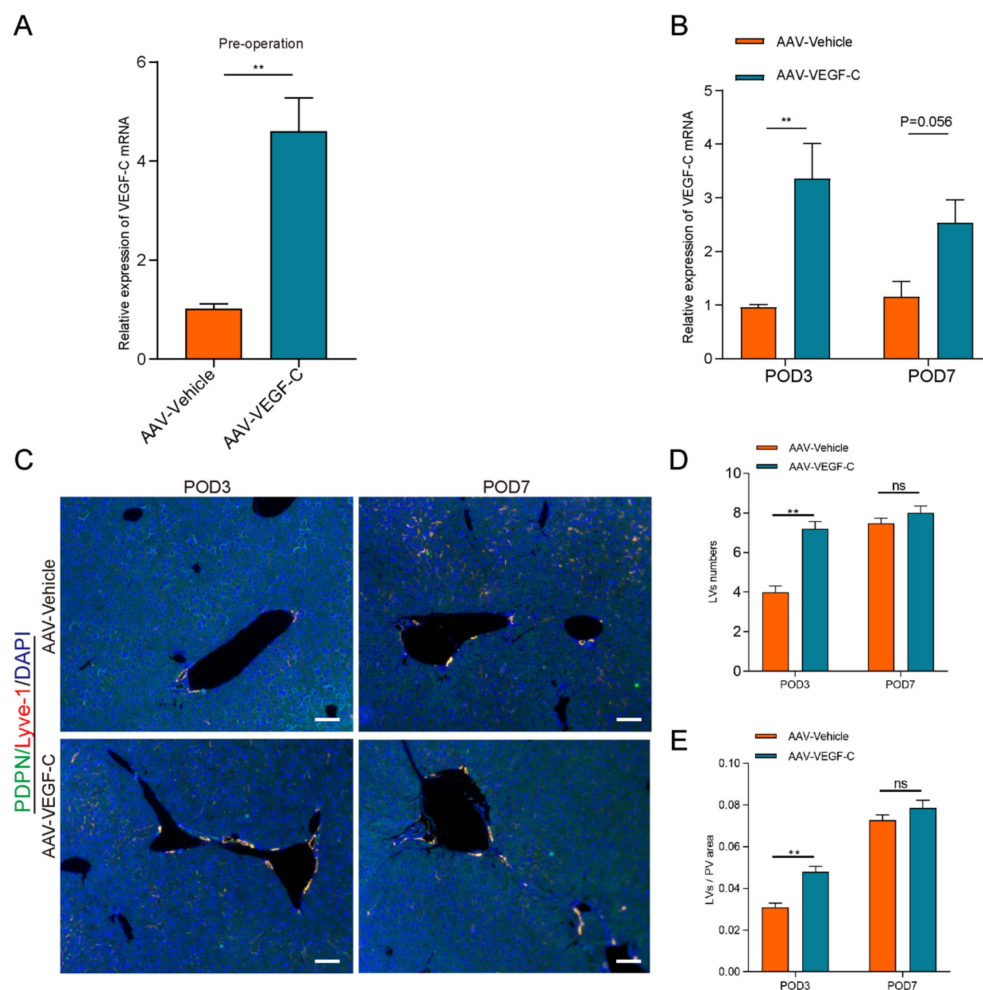 A
Pre-operation
**
Relative expression of VEGF-C mRNA
6
4
2
0
AAV-Vehicle
AAV-VEGF-C
B
AAV-Vehicle
AAV-VEGF-C
**
P=0.056
Relative expression of VEGF-C mRNA
5
4
3
2
1
0
POD3
POD7
C
POD3
POD7
PDPN/Lyve-1/DAPI
AAV-Vehicle
AAV-VEGF-C
D
AAV-Vehicle
AAV-VEGF-C
**
ns
LVs numbers
10
8
6
4
2
0
POD3
POD7
E
AAV-Vehicle
AAV-VEGF-C
**
ns
LVs / PV area
0.10
0.08
0.06
0.04
0.02
0.00
POD3
POD7